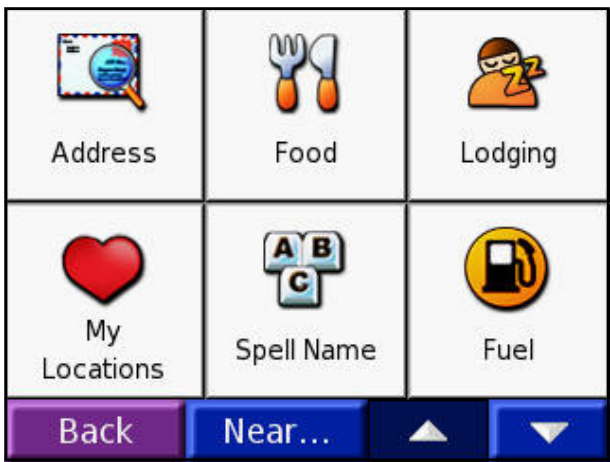 Address
Food
Lodging
A B
C
My
Locations
Spell Name
Fuel
Back
Near...